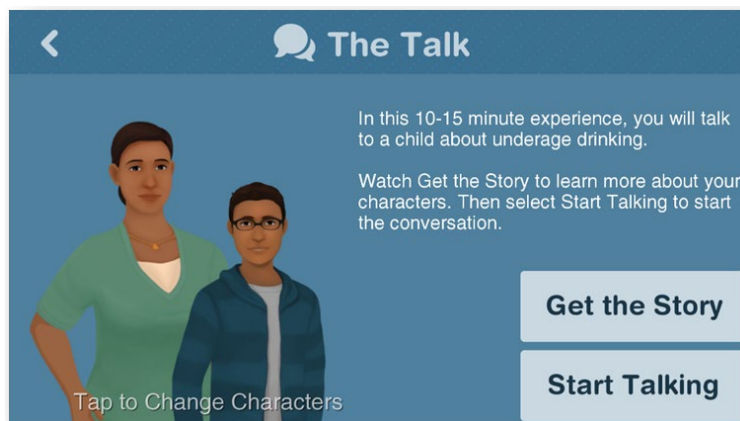 The Talk
In this 10-15 minute experience, you will talk
to a child about underage drinking.
Watch Get the Story to learn more about your
characters. Then select Start Talking to start
the conversation.
Get the Story
Start Talking
Tap to Change Characters